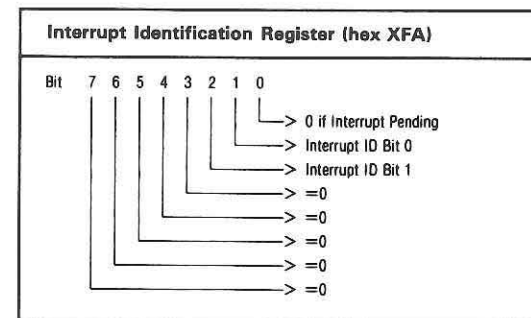 Interrupt Identification Register (hex XFA)
Bit 7 6 5 4 3 2 1 0
> 0 if Interrupt Pending
> Interrupt ID Bit 0
> Interrupt ID Bit 1
> =0
> =0
> =0
> =0
> =0